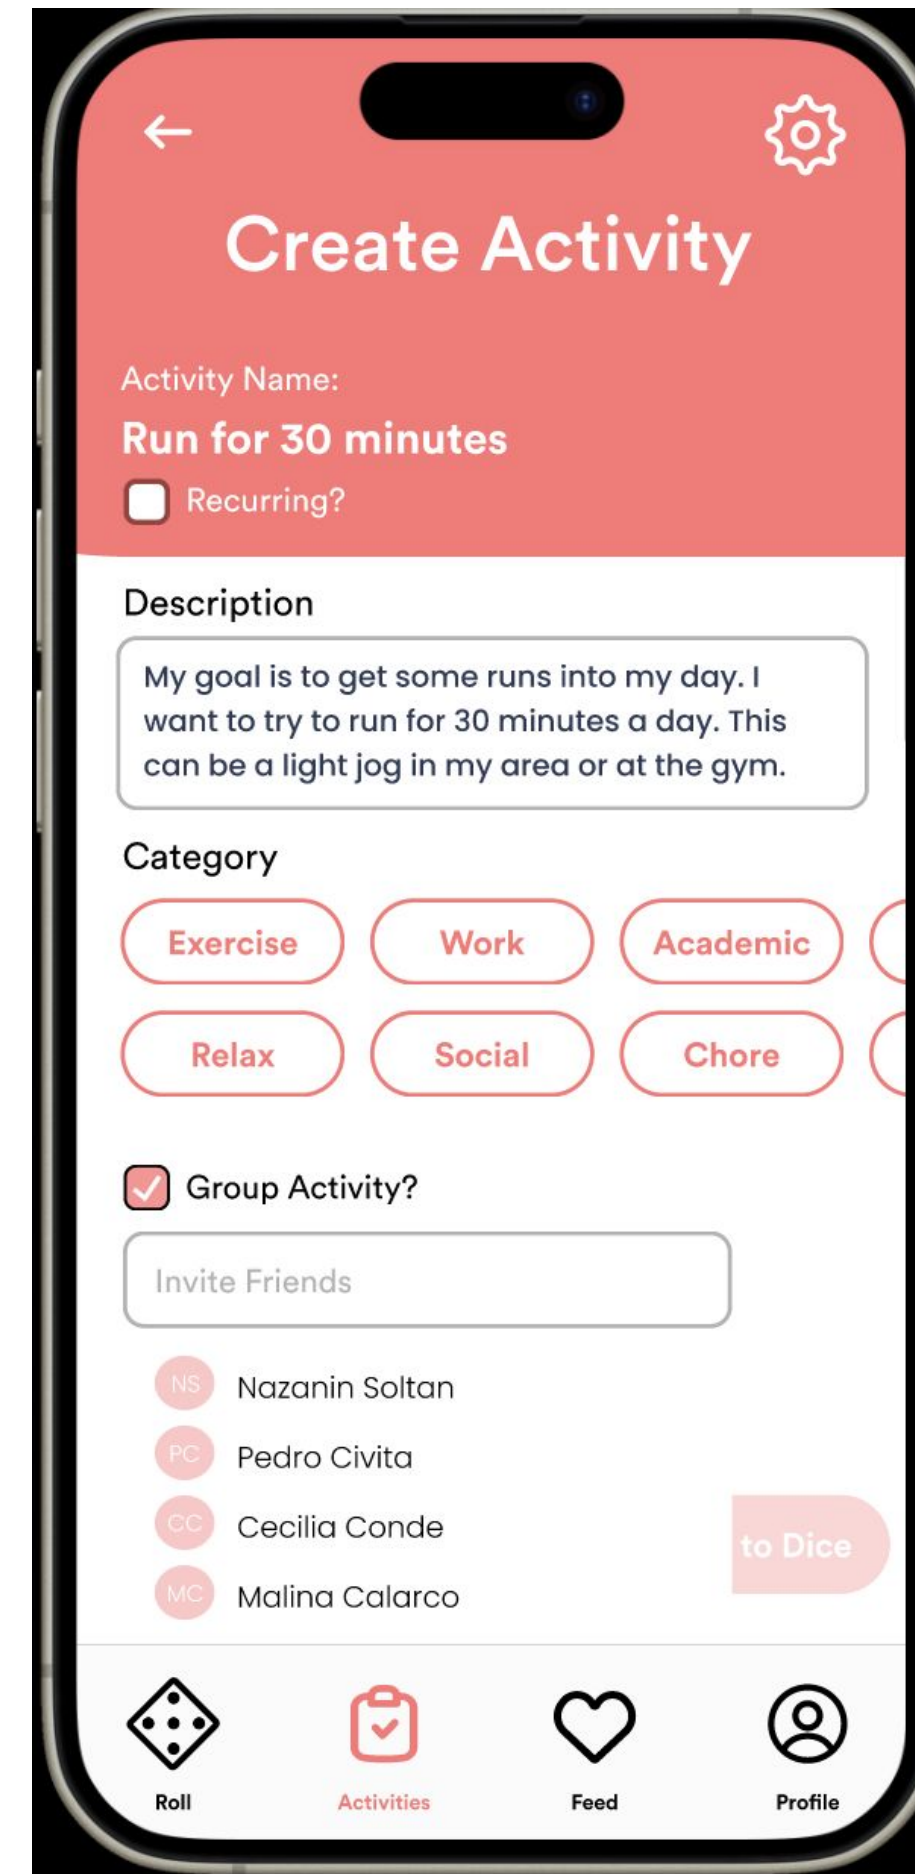 Create Activity
Activity Name:
Run for 30 minutes
Recurring?
Description
My goal is to get some runs into my day. I
want to try to run for 30 minutes a day. This
can be a light jog in my area or at the gym.
Category
Exercise Work Academic
Relax Social Chore
Group Activity?
Invite Friends
NS Nazanin Soltan
PC Pedro Civita
CC Cecilia Conde
to Dice
MC Malina Calarco
Roll Activities Feed Profile